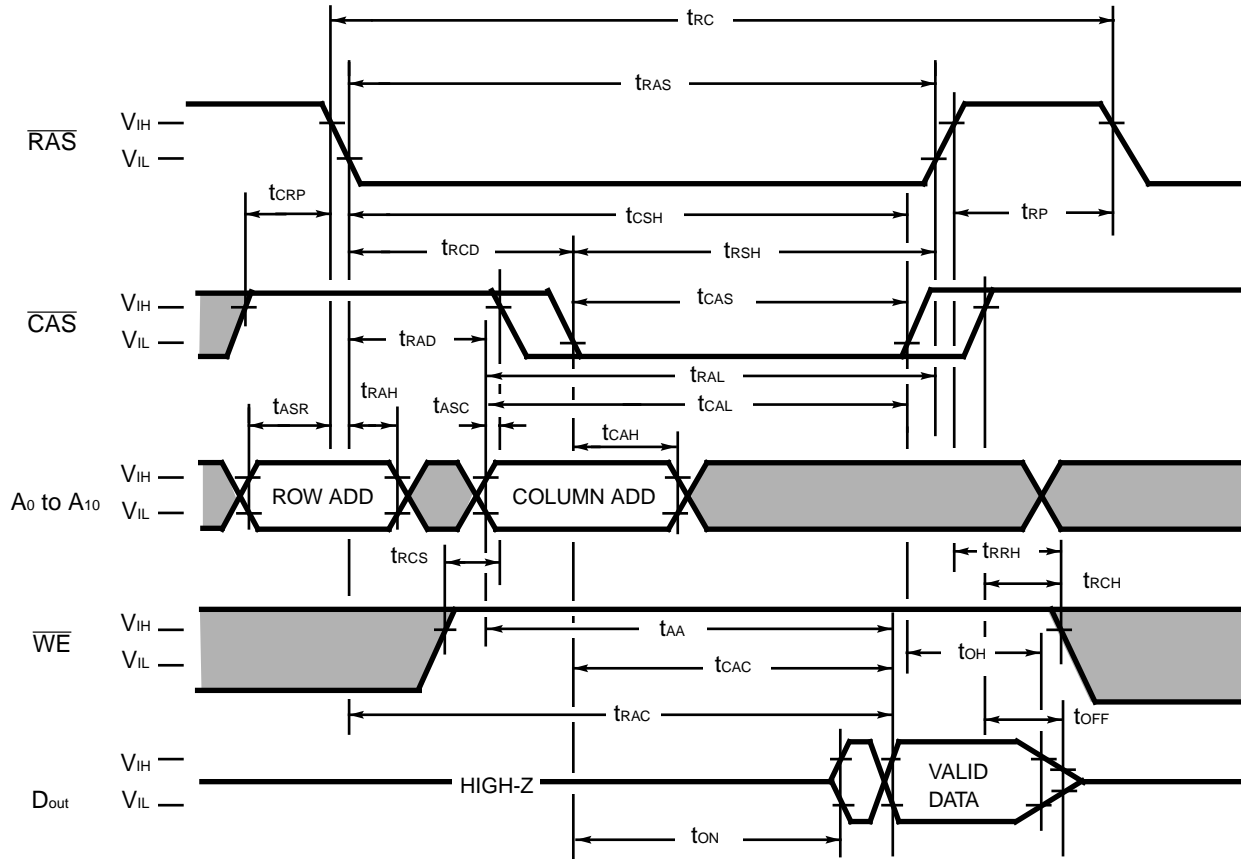 tRC
tRAS
RAS
VIH
VIL
tCRP
tCSH
tRP
tRCD
tRSH
CAS
VIH
VIL
tCAS
tRAD
tRAL
tASR
tRAH
tASC
tCAL
tCAH
A0 to A10
VIH
VIL
ROW ADD
COLUMN ADD
tRCS
tRRH
tRCH
WE
VIH
VIL
tAA
tOH
tCAC
tRAC
tOFF
Dout
VIH
VIL
HIGH-Z
VALID
DATA
tON